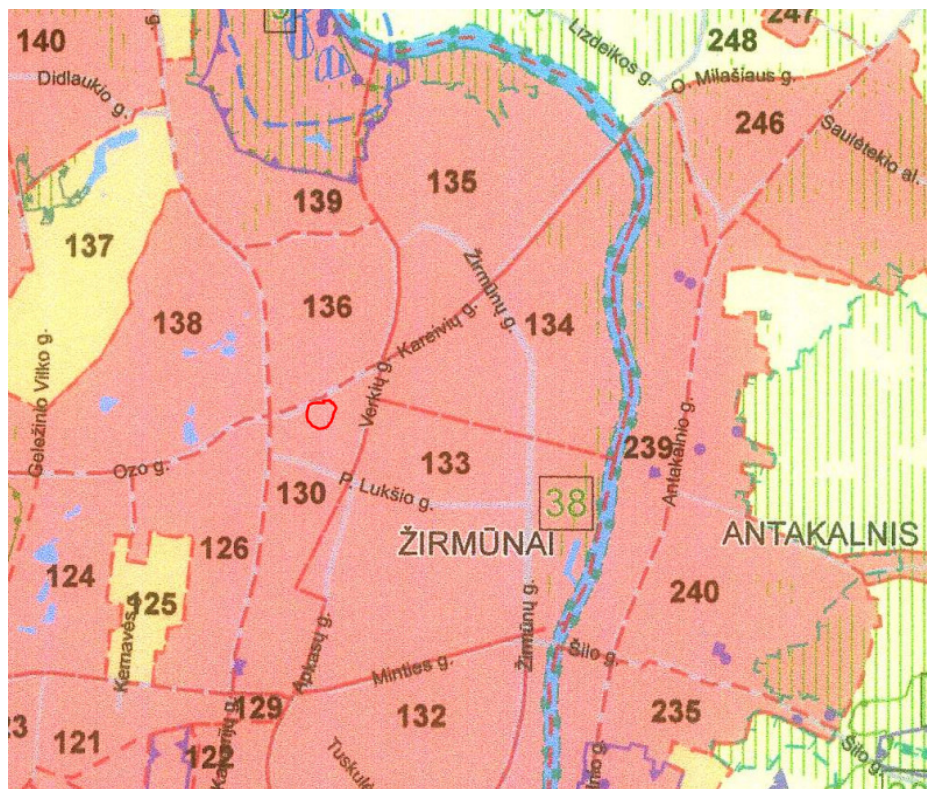 140
Didlaukio g.
Lizdeikos g.
247
248
O. Milašiaus g.
246
Saulėtekio al.
135
139
137
136
138
Žirmūnų g.
134
Kareivių g.
Geležinio Vilko g.
Verkių g.
Ozo g.
133
239
Antakalnio g.
130
P. Lukšio g.
38
ŽIRMŪNAI
ANTAKALNIS
126
124
125
Kernavės g.
240
Apkasų g.
Žirmūnų g.
Minties g.
Šilo g.
129
132
235
121
Šilo g.